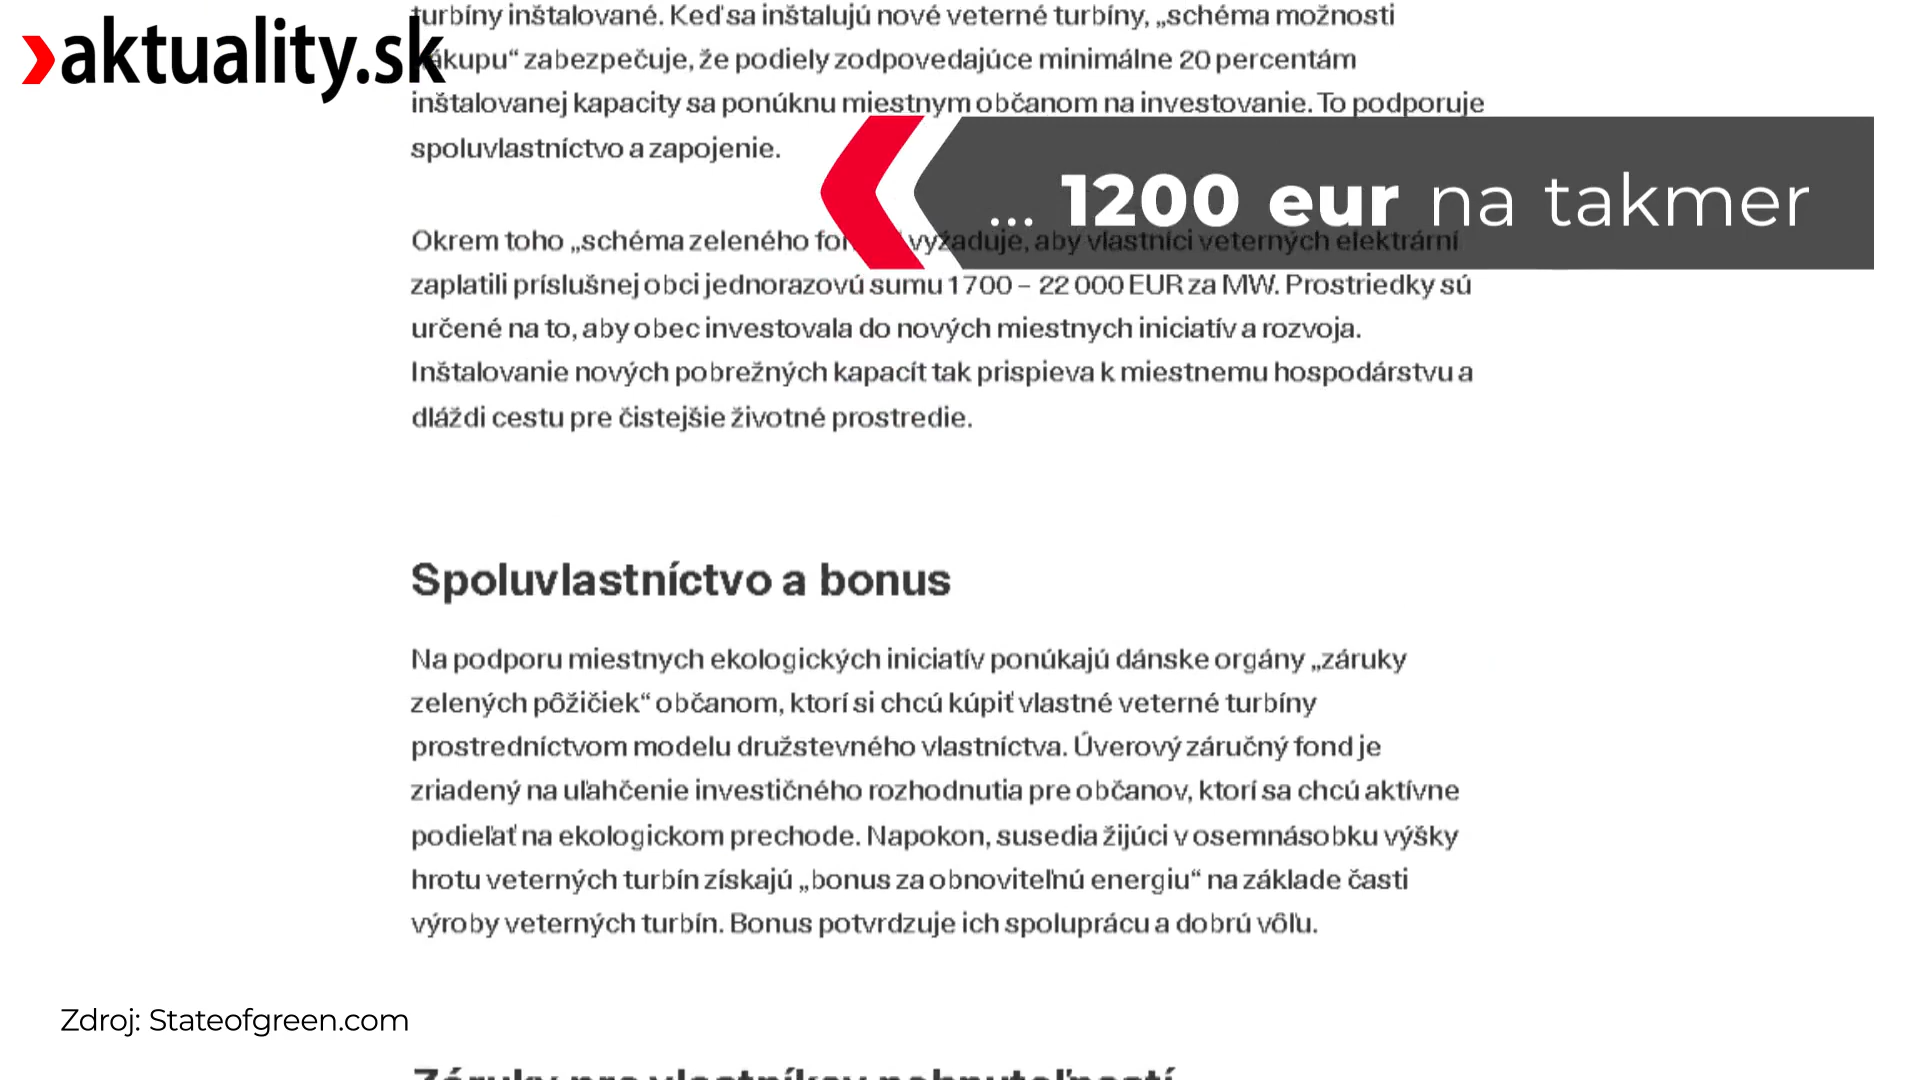 aktuality.sk
turbíny inštalované. Keď sa inštalujú nové veterné turbíny, „schéma možnosti
nákupu“ zabezpečuje, že podiely zodpovedajúce minimálne 20 percentám
inštalovanej kapacity sa ponúknu miestnym občanom na investovanie. To podporuje
spoluvlastníctvo a zapojenie.
... 1200 eur na takmer
Okrem toho „schéma zeleného vyžaduje, aby vlastníci veterných elektrární
zaplatili príslušnej obci jednorazovú sumu 1700 – 22 000 EUR za MW. Prostriedky sú
určené na to, aby obec investovala do nových miestnych iniciatív a rozvoja.
Inštalovanie nových pobrežných kapacít tak prispieva k miestnemu hospodárstvu a
dláždi cestu pre čistejšie životné prostredie.
Spoluvlastníctvo a bonus
Na podporu miestnych ekologických iniciatív ponúkajú dánske orgány „záruky
zelených pôžičiek“ občanom, ktorí si chcú kúpiť vlastné veterné turbíny
prostredníctvom modelu družstevného vlastníctva. Úverový záručný fond je
zriadený na uľahčenie investičného rozhodnutia pre občanov, ktorí sa chcú aktívne
podieľať na ekologickom prechode. Napokon, susedia žijúci v osemnásobku výšky
hrotu veterných turbín získajú „bonus za obnoviteľnú energiu“ na základe časti
výroby veterných turbín. Bonus potvrdzuje ich spoluprácu a dobrú vôľu.
Zdroj: Stateofgreen.com
Záruky pre vlastníkov nehnuteľností